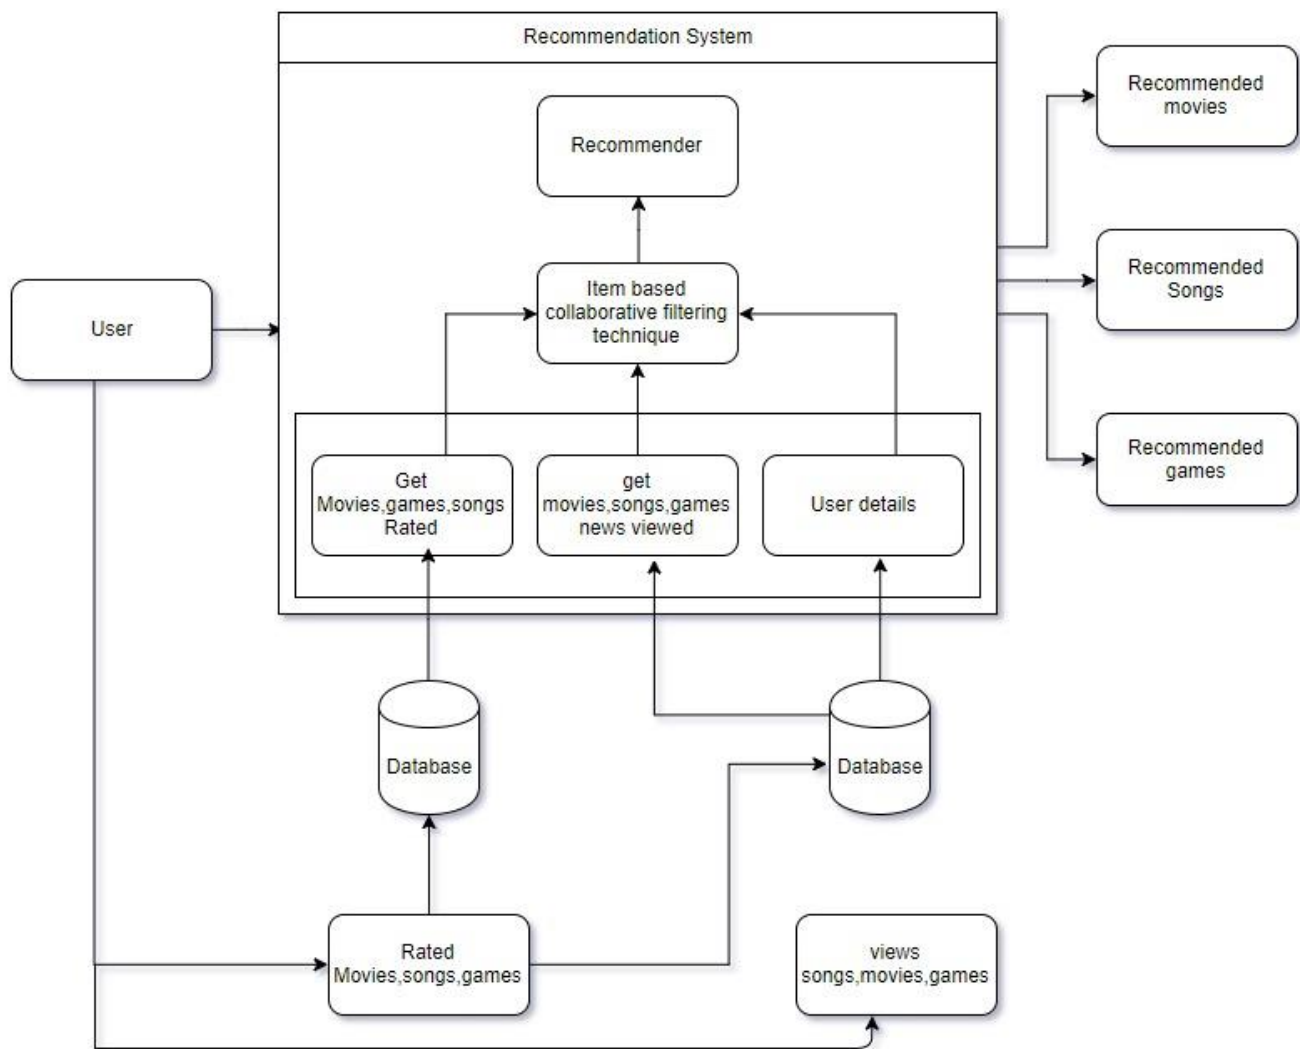 Recommendation System
Recommender
Recommended
movies
Recommended
Songs
User
Item based
collaborative filtering
technique
Recommended
games
Get
Movies,games,songs
Rated
get
movies,songs,games
news viewed
User details
Database
Database
Rated
Movies,songs,games
views
songs,movies,games